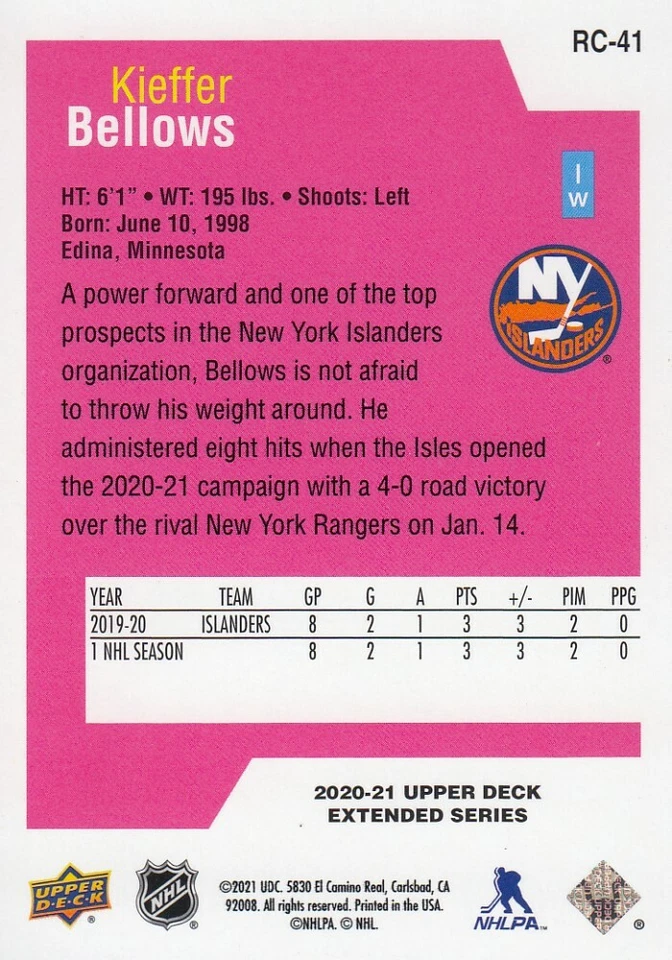 RC-41
Kieffer
Bellows
I
W
HT: 6'1" • WT: 195 lbs. • Shoots: Left
Born: June 10, 1998
Edina, Minnesota
NY
ISLANDERS
®
A power forward and one of the top
prospects in the New York Islanders
organization, Bellows is not afraid
to throw his weight around. He
administered eight hits when the Isles opened
the 2020-21 campaign with a 4-0 road victory
over the rival New York Rangers on Jan. 14.
YEAR TEAM GP G A PTS +/- PIM PPG
2019-20 ISLANDERS 8 2 1 3 3 2 0
1 NHL SEASON 8 2 1 3 3 2 0
2020-21 UPPER DECK
EXTENDED SERIES
UPPER
DECK
®
NHL
®
©2021 UDC. 5830 El Camino Real, Carlsbad, CA
92008. All rights reserved. Printed in the USA.
©NHLPA. © NHL.
NHLPA™
®